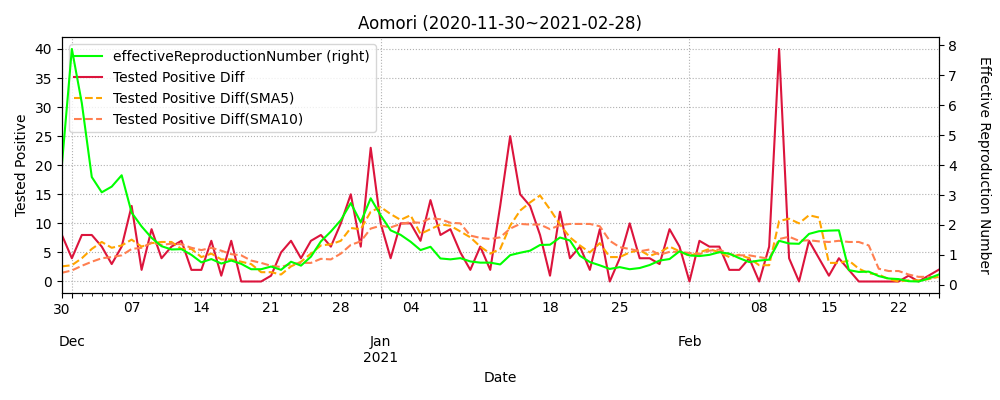 Aomori (2020-11-30~2021-02-28)
effectiveReproductionNumber (right)
Tested Positive Diff
Tested Positive Diff(SMA5)
Tested Positive Diff(SMA10)
Tested Positive
40
35
30
25
20
15
10
5
0
8
7
6
5
4
3
2
1
0
Effective Reproduction Number
30 07 14 21 28 04 11 18 25 08 15 22
Dec Jan Feb
2021
Date